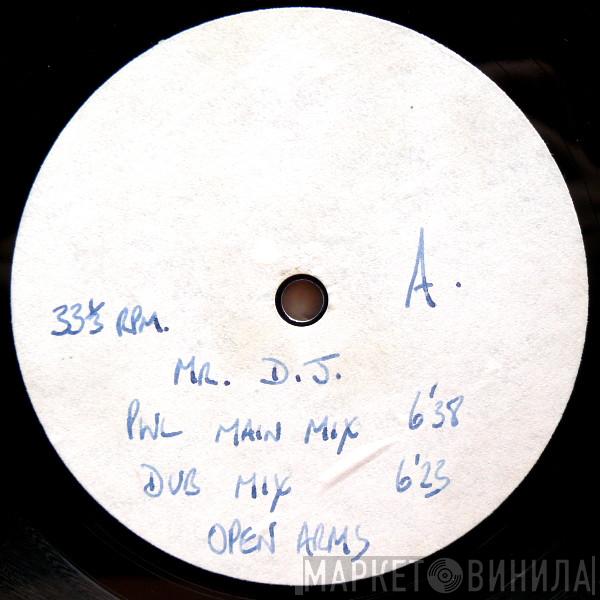 A.
33⅓ RPM.
MR. D.J.
PWL MAIN MIX 6'38
DUB MIX 6'23
OPEN ARMS
МАРКЕТ ВИНИЛА